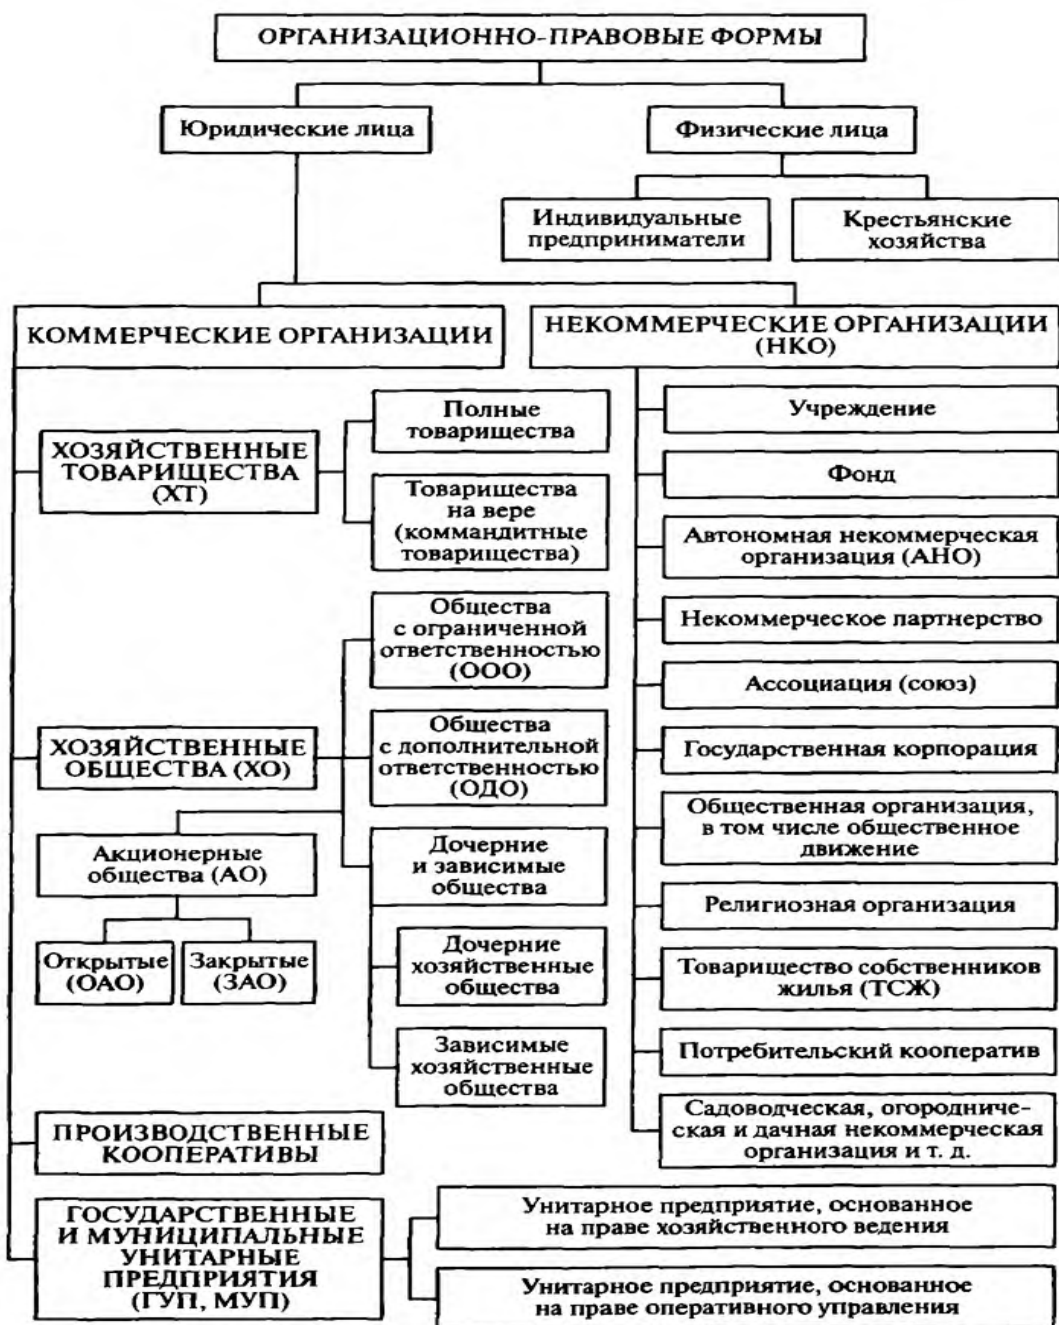 ОРГАНИЗАЦИОННО-ПРАВОВЫЕ ФОРМЫ
Юридические лица
Физические лица
Индивидуальные
предприниматели
Крестьянские
хозяйства
КОММЕРЧЕСКИЕ ОРГАНИЗАЦИИ
НЕКОММЕРЧЕСКИЕ ОРГАНИЗАЦИИ
(НКО)
ХОЗЯЙСТВЕННЫЕ
ТОВАРИЩЕСТВА
(ХТ)
Полные
товарищества
Товарищества
на вере
(коммандитные
товарищества)
ХОЗЯЙСТВЕННЫЕ
ОБЩЕСТВА (ХО)
Общества
с ограниченной
ответственностью
(ООО)
Общества
с дополнительной
ответственностью
(ОДО)
Акционерные
общества (АО)
Открытые
(ОАО)
Закрытые
(ЗАО)
Дочерние
и зависимые
общества
Дочерние
хозяйственные
общества
Зависимые
хозяйственные
общества
ПРОИЗВОДСТВЕННЫЕ
КООПЕРАТИВЫ
ГОСУДАРСТВЕННЫЕ
И МУНИЦИПАЛЬНЫЕ
УНИТАРНЫЕ
ПРЕДПРИЯТИЯ
(ГУП, МУП)
Унитарное предприятие, основанное
на праве хозяйственного ведения
Унитарное предприятие, основанное
на праве оперативного управления
Учреждение
Фонд
Автономная некоммерческая
организация (АНО)
Некоммерческое партнерство
Ассоциация (союз)
Государственная корпорация
Общественная организация,
в том числе общественное
движение
Религиозная организация
Товарищество собственников
жилья (ТСЖ)
Потребительский кооператив
Садоводческая, огородниче-
ская и дачная некоммерческая
организация и т. д.